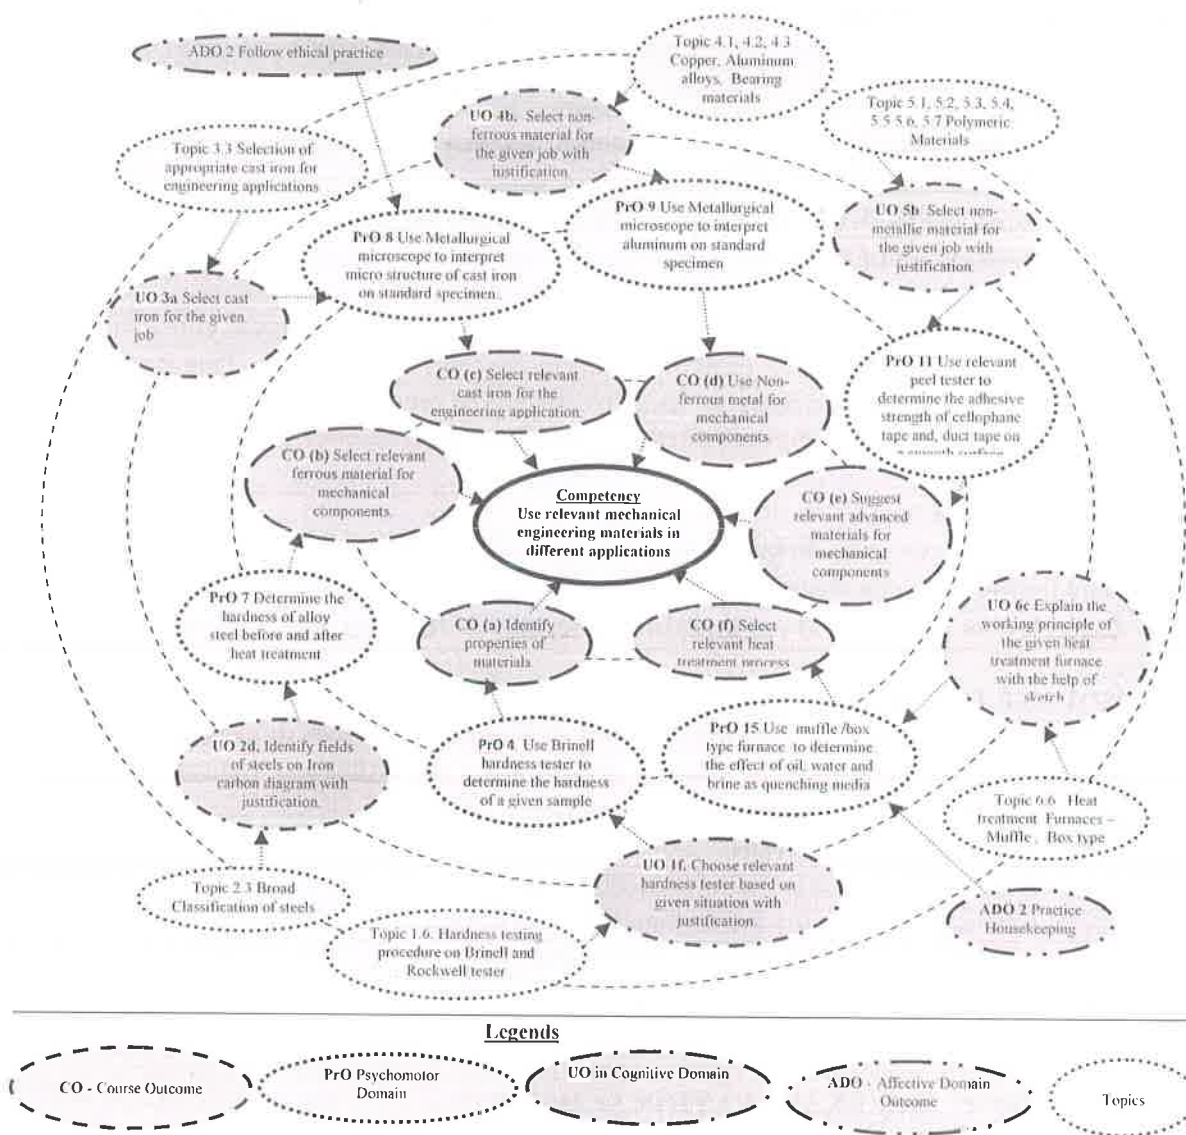 ADO 2 Follow ethical practice
Topic 4.1, 4.2, 4.3
Copper, Aluminum
alloys, Bearing
materials
Topic 5.1, 5.2, 5.3, 5.4,
5.5 5.6, 5.7 Polymeric
Materials
UO 4b. Select non-
ferrous material for
the given job with
justification.
Topic 3.3 Selection of
appropriate cast iron for
engineering applications
PrO 9 Use Metallurgical
microscope to interpret
aluminum on standard
specimen
UO 5b Select non-
metallic material for
the given job with
justification.
PrO 8 Use Metallurgical
microscope to interpret
micro structure of cast iron
on standard specimen.
UO 3a Select cast
iron for the given
job
PrO 11 Use relevant
peel tester to
determine the adhesive
strength of cellophane
tape and, duct tape on
CO (c) Select relevant
cast iron for the
engineering application.
CO (d) Use Non-
ferrous metal for
mechanical
components.
CO (b) Select relevant
ferrous material for
mechanical
components.
Competency
Use relevant mechanical
engineering materials in
different applications
CO (e) Suggest
relevant advanced
materials for
mechanical
components
PrO 7 Determine the
hardness of alloy
steel before and after
heat treatment
CO (a) Identify
properties of
materials.
CO (f) Select
relevant heat
treatment process
UO 6c Explain the
working principle of
the given heat
treatment furnace
with the help of
sketch
UO 2d. Identify fields
of steels on Iron
carbon diagram with
justification.
PrO 4. Use Brinell
hardness tester to
determine the hardness
of a given sample
PrO 15 Use muffle /box
type furnace to determine
the effect of oil, water and
brine as quenching media
Topic 6.6 Heat
treatment Furnaces –
Muffle, Box type
UO 1f. Choose relevant
hardness tester based on
given situation with
justification.
Topic 2.3 Broad
Classification of steels
Topic 1.6. Hardness testing
procedure on Brinell and
Rockwell tester
ADO 2 Practice
Housekeeping
Legends
CO - Course Outcome
PrO Psychomotor
Domain
UO in Cognitive Domain
ADO - Affective Domain
Outcome
Topics